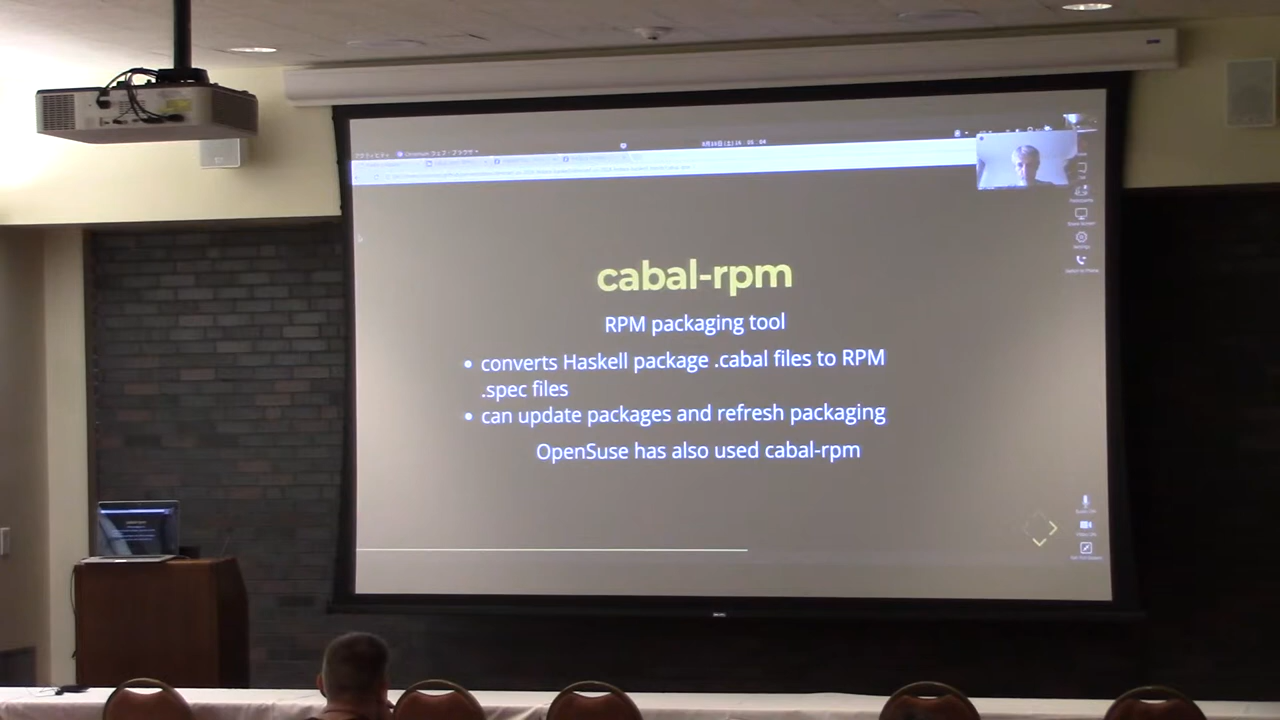 cabal-rpm
RPM packaging tool
• converts Haskell package .cabal files to RPM
.spec files
• can update packages and refresh packaging
OpenSuse has also used cabal-rpm